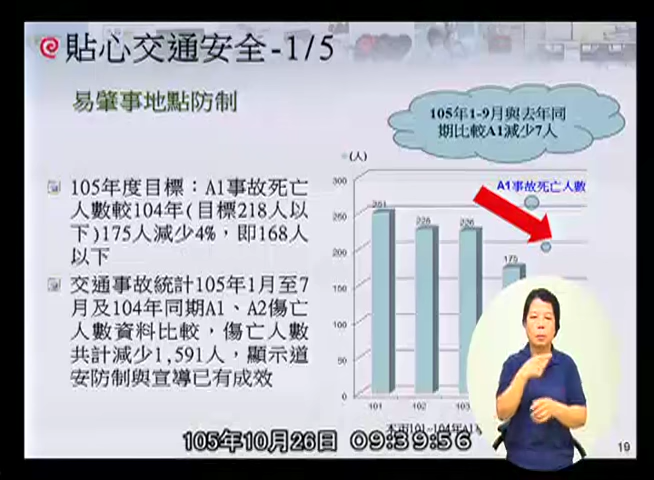 貼心交通安全-1/5
易肇事地點防制
105年1-9月與去年同
期比較A1減少7人
105年度目標：A1事故死亡
人數較104年(目標218人以
下)175人減少4%，即168人
以下
交通事故統計105年1月至7
月及104年同期A1、A2傷亡
人數資料比較，傷亡人數
共計減少1,591人，顯示道
安防制與宣導已有成效
(人)
A1事故死亡人數
300
250
200
150
100
50
0
226
226
175
101
102
103
105年10月26日 09:39:56
19